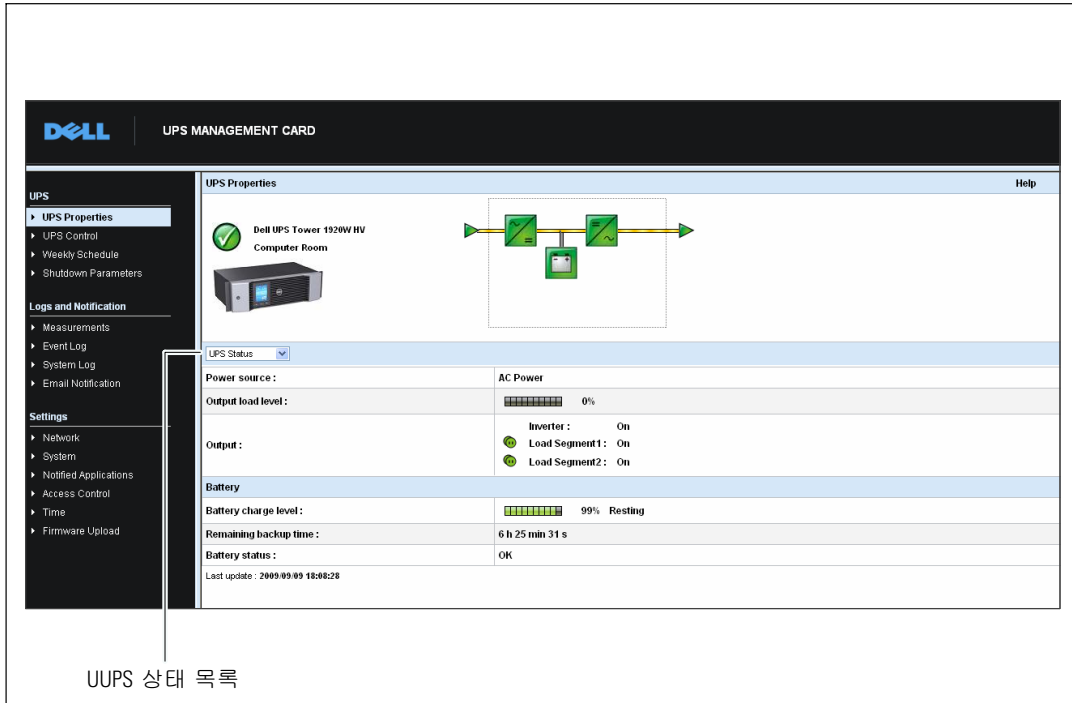 DELL
UPS MANAGEMENT CARD
UPS
UPS Properties
UPS Control
Weekly Schedule
Shutdown Parameters
Logs and Notification
Measurements
Event Log
System Log
Email Notification
Settings
Network
System
Notified Applications
Access Control
Time
Firmware Upload
UPS Properties Help
Dell UPS Tower 1920W HV
Computer Room
UPS Status
Power source : AC Power
Output load level : 0%
Output :
Inverter : On
Load Segment1 : On
Load Segment2 : On
Battery
Battery charge level : 99% Resting
Remaining backup time : 6 h 25 min 31 s
Battery status : OK
Last update : 2009/09/09 18:08:28
UUPS 상태 목록